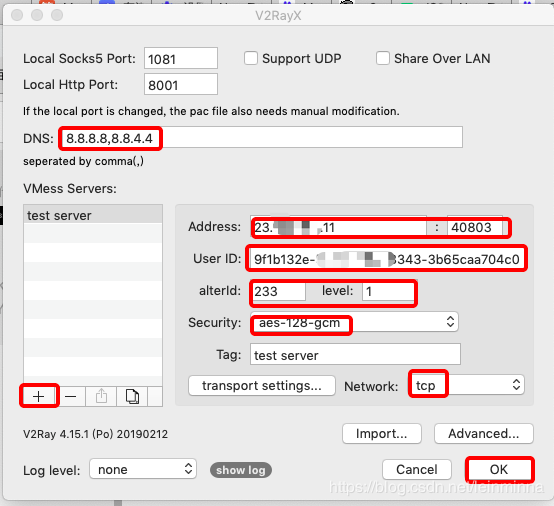 V2RayX
Local Socks5 Port: 1081 Support UDP Share Over LAN
Local Http Port: 8001
If the local port is changed, the pac file also needs manual modification.
DNS: 8.8.8.8,8.8.4.4
seperated by comma(,)
VMess Servers:
test server
Address: 23. .11 : 40803
User ID: 9f1b132e- 343-3b65caa704c0
alterId: 233 level: 1
Security: aes-128-gcm
Tag: test server
transport settings... Network: tcp
+ −
V2Ray 4.15.1 (Po) 20190212 Import... Advanced...
Log level: none show log Cancel OK
https://blog.csdn.net/leinminna